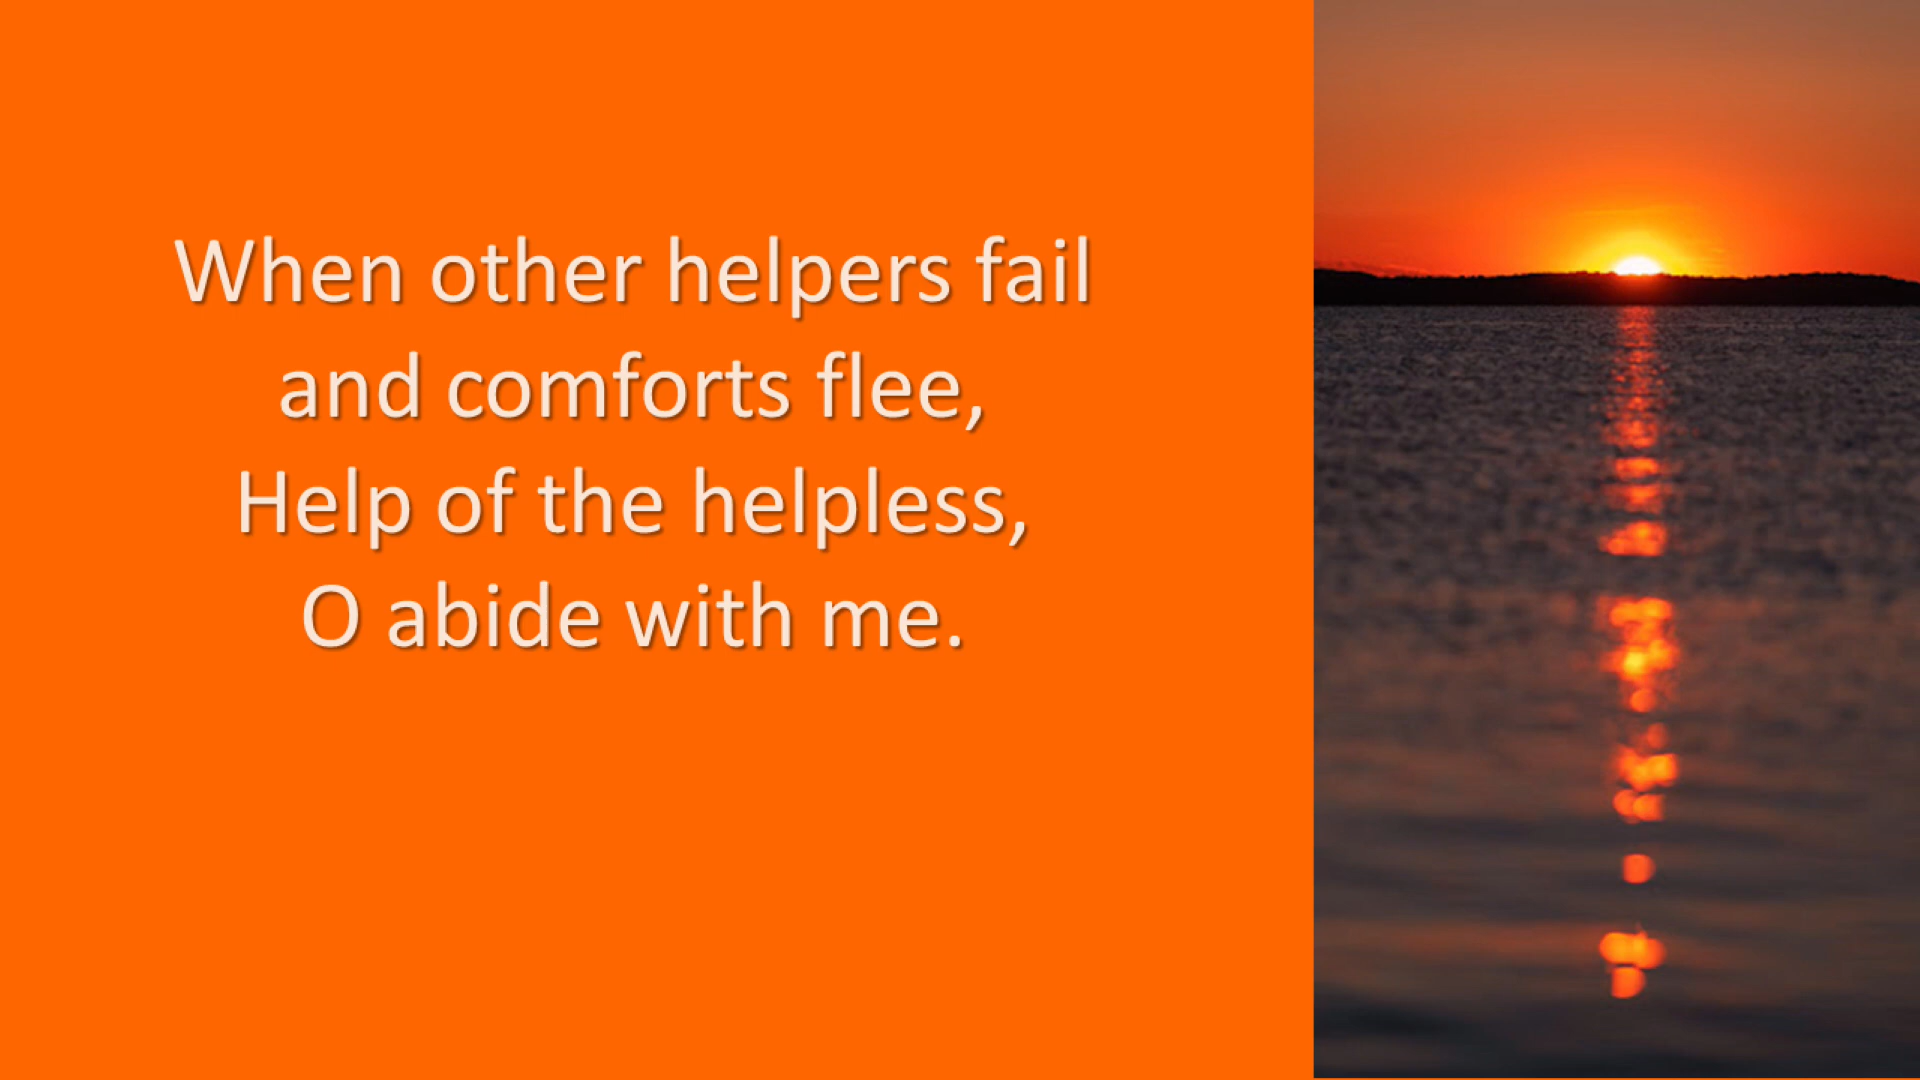 When other helpers fail
and comforts flee,
Help of the helpless,
O abide with me.